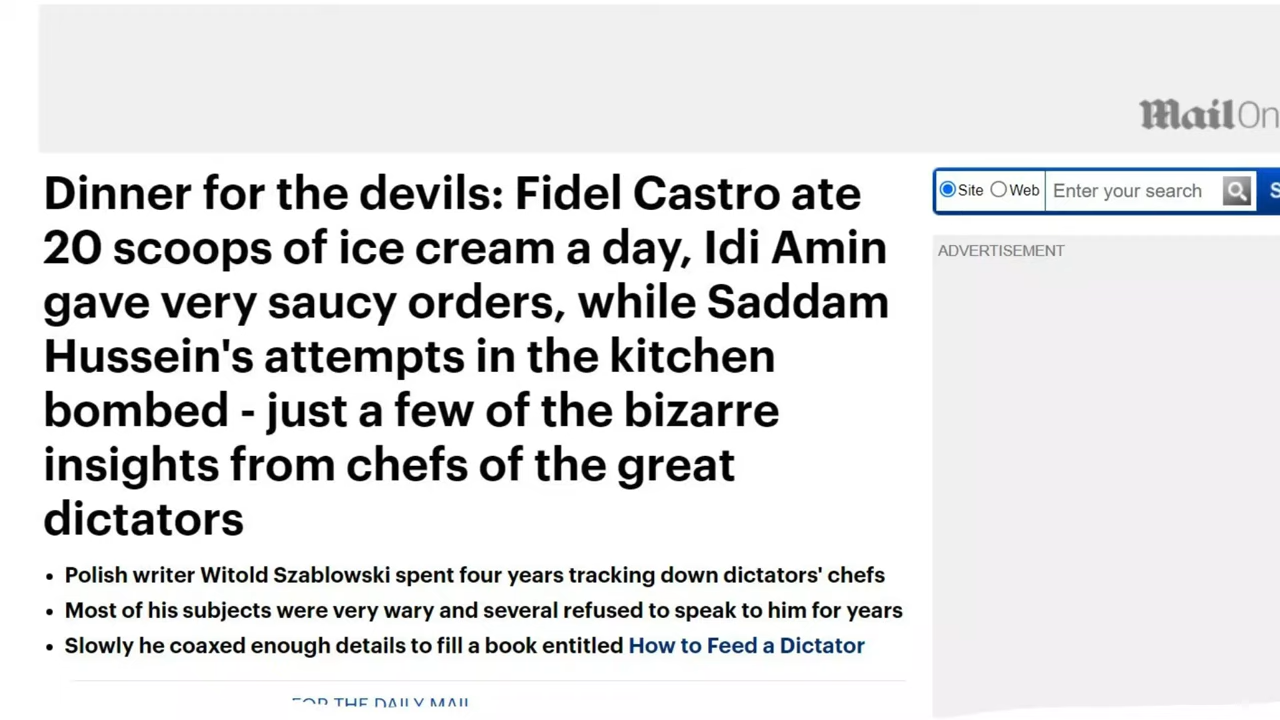 MailOn
Dinner for the devils: Fidel Castro ate
20 scoops of ice cream a day, Idi Amin
gave very saucy orders, while Saddam
Hussein's attempts in the kitchen
bombed - just a few of the bizarre
insights from chefs of the great
dictators
Site Web Enter your search S
ADVERTISEMENT
• Polish writer Witold Szablowski spent four years tracking down dictators' chefs
• Most of his subjects were very wary and several refused to speak to him for years
• Slowly he coaxed enough details to fill a book entitled How to Feed a Dictator
FOR THE DAILY MAIL